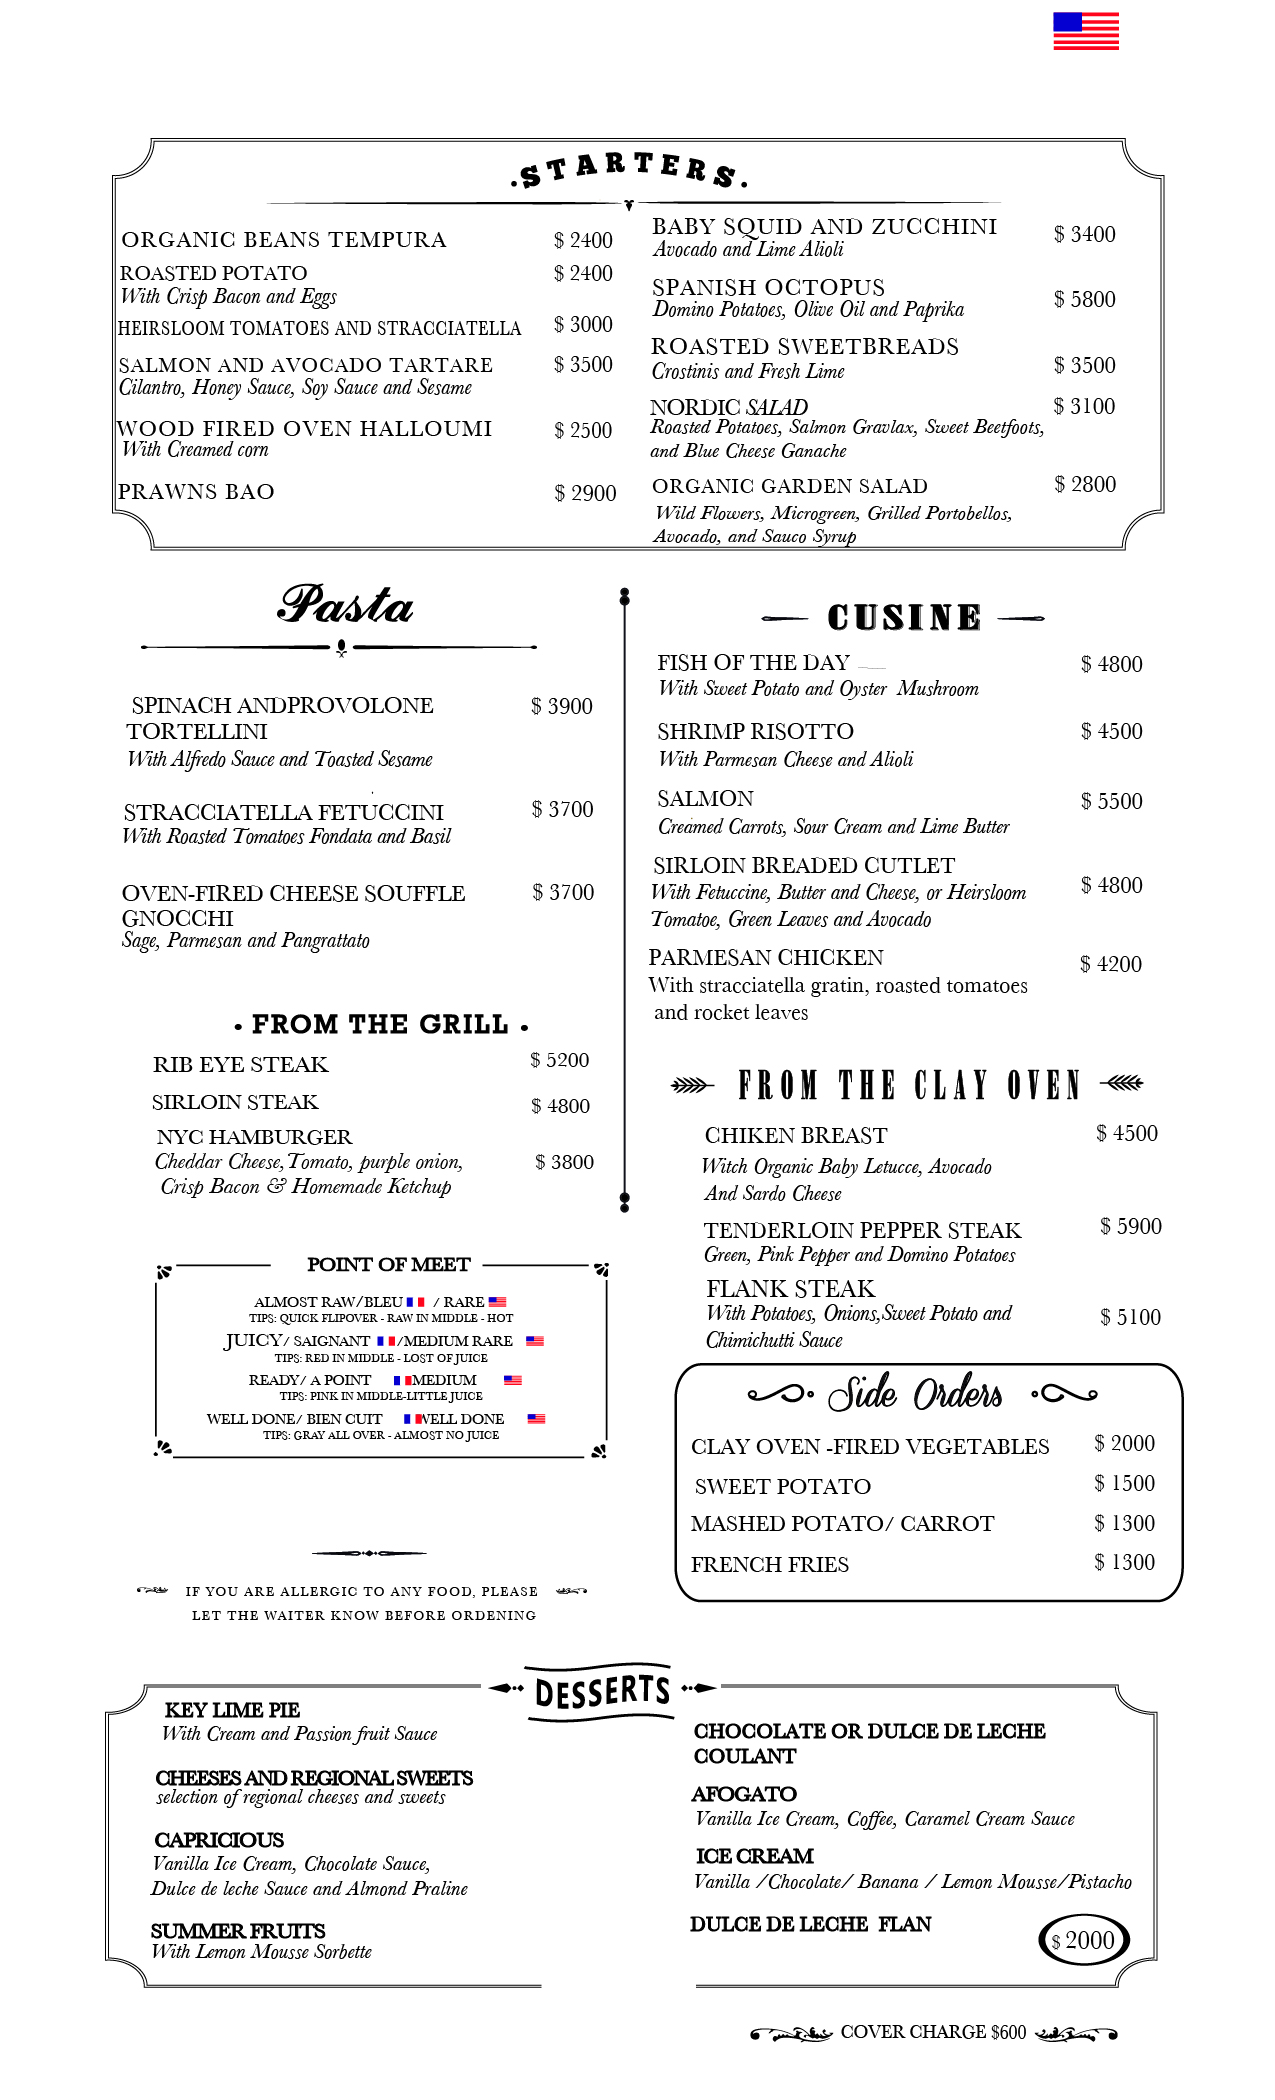 ·STARTERS·
ORGANIC BEANS TEMPURA $ 2400
ROASTED POTATO $ 2400
With Crisp Bacon and Eggs
HEIRSLOOM TOMATOES AND STRACCIATELLA $ 3000
SALMON AND AVOCADO TARTARE $ 3500
Cilantro, Honey Sauce, Soy Sauce and Sesame
WOOD FIRED OVEN HALLOUMI $ 2500
With Creamed corn
PRAWNS BAO $ 2900
BABY SQUID AND ZUCCHINI $ 3400
Avocado and Lime Alioli
SPANISH OCTOPUS $ 5800
Domino Potatoes, Olive Oil and Paprika
ROASTED SWEETBREADS $ 3500
Crostinis and Fresh Lime
NORDIC SALAD $ 3100
Roasted Potatoes, Salmon Gravlax, Sweet Beetfoots,
and Blue Cheese Ganache
ORGANIC GARDEN SALAD $ 2800
Wild Flowers, Microgreen, Grilled Portobellos,
Avocado, and Sauco Syrup
Pasta
SPINACH ANDPROVOLONE $ 3900
TORTELLINI
With Alfredo Sauce and Toasted Sesame
STRACCIATELLA FETUCCINI $ 3700
With Roasted Tomatoes Fondata and Basil
OVEN-FIRED CHEESE SOUFFLE $ 3700
GNOCCHI
Sage, Parmesan and Pangrattato
· FROM THE GRILL ·
RIB EYE STEAK $ 5200
SIRLOIN STEAK $ 4800
NYC HAMBURGER
Cheddar Cheese,Tomato, purple onion, $ 3800
Crisp Bacon & Homemade Ketchup
POINT OF MEET
ALMOST RAW/BLEU / RARE
TIPS: QUICK FLIPOVER - RAW IN MIDDLE - HOT
JUICY/ SAIGNANT /MEDIUM RARE
TIPS: RED IN MIDDLE - LOST OF JUICE
READY/ A POINT MEDIUM
TIPS: PINK IN MIDDLE-LITTLE JUICE
WELL DONE/ BIEN CUIT WELL DONE
TIPS: GRAY ALL OVER - ALMOST NO JUICE
IF YOU ARE ALLERGIC TO ANY FOOD, PLEASE
LET THE WAITER KNOW BEFORE ORDENING
CUSINE
FISH OF THE DAY $ 4800
With Sweet Potato and Oyster Mushroom
SHRIMP RISOTTO $ 4500
With Parmesan Cheese and Alioli
SALMON $ 5500
Creamed Carrots, Sour Cream and Lime Butter
SIRLOIN BREADED CUTLET
With Fetuccine, Butter and Cheese, or Heirsloom $ 4800
Tomatoe, Green Leaves and Avocado
PARMESAN CHICKEN $ 4200
With stracciatella gratin, roasted tomatoes
and rocket leaves
FROM THE CLAY OVEN
CHIKEN BREAST $ 4500
Witch Organic Baby Letucce, Avocado
And Sardo Cheese
TENDERLOIN PEPPER STEAK $ 5900
Green, Pink Pepper and Domino Potatoes
FLANK STEAK
With Potatoes, Onions,Sweet Potato and $ 5100
Chimichutti Sauce
Side Orders
CLAY OVEN -FIRED VEGETABLES $ 2000
SWEET POTATO $ 1500
MASHED POTATO/ CARROT $ 1300
FRENCH FRIES $ 1300
DESSERTS
KEY LIME PIE
With Cream and Passion fruit Sauce
CHEESES AND REGIONAL SWEETS
selection of regional cheeses and sweets
CAPRICIOUS
Vanilla Ice Cream, Chocolate Sauce,
Dulce de leche Sauce and Almond Praline
SUMMER FRUITS
With Lemon Mousse Sorbette
CHOCOLATE OR DULCE DE LECHE
COULANT
AFOGATO
Vanilla Ice Cream, Coffee, Caramel Cream Sauce
ICE CREAM
Vanilla /Chocolate/ Banana / Lemon Mousse/Pistacho
DULCE DE LECHE FLAN
$ 2000
COVER CHARGE $600